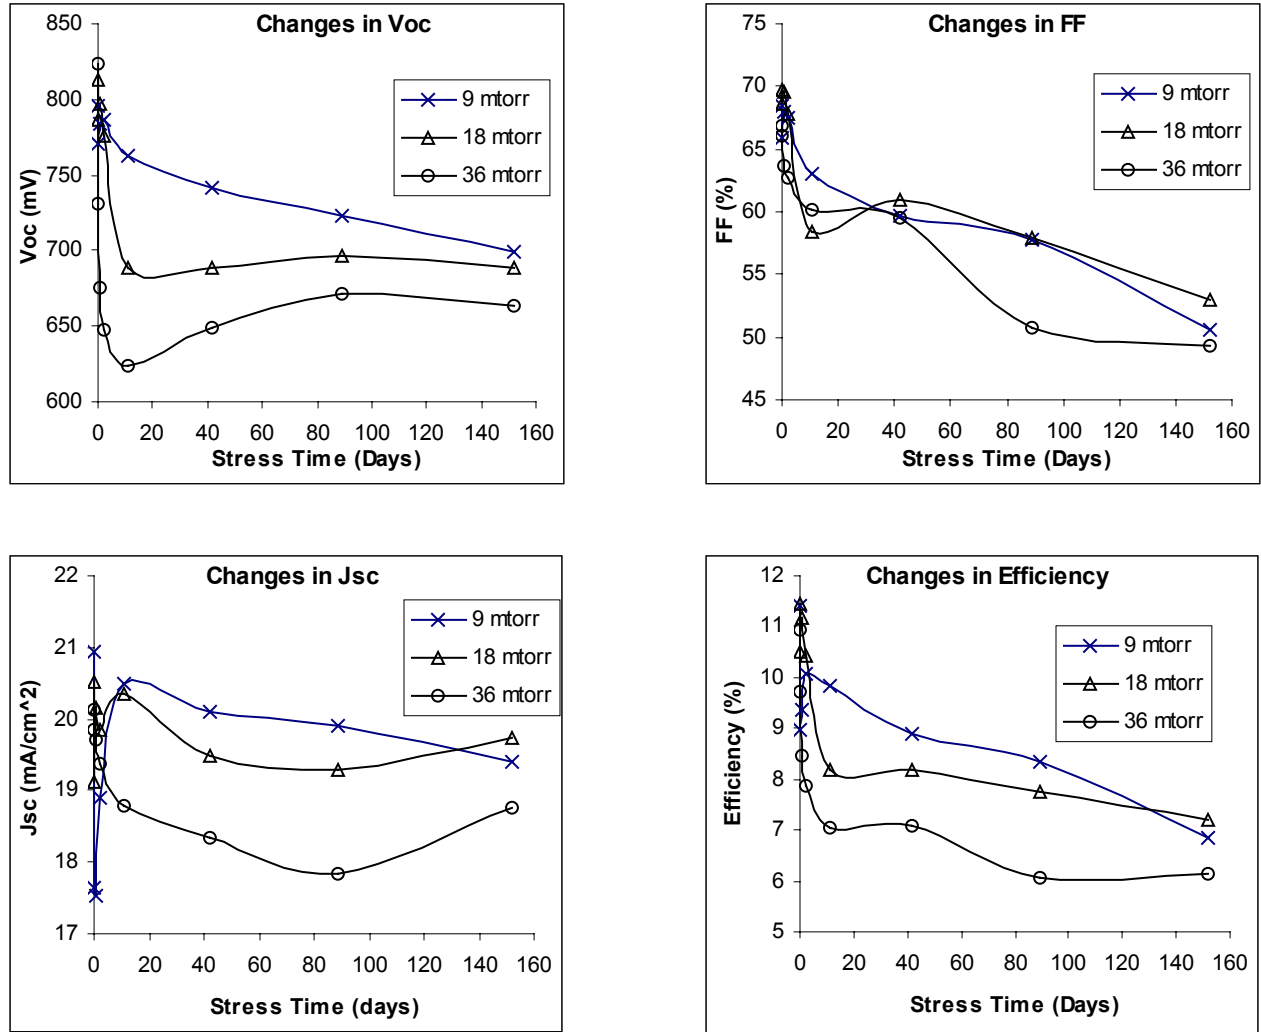 Changes in Voc
850
800
750
700
650
600
Voc (mV)
0 20 40 60 80 100 120 140 160
Stress Time (Days)
9 mtorr
18 mtorr
36 mtorr
Changes in FF
75
70
65
60
55
50
45
FF (%)
0 20 40 60 80 100 120 140 160
Stress Time (Days)
9 mtorr
18 mtorr
36 mtorr
Changes in Jsc
22
21
20
19
18
17
Jsc (mA/cm^2)
0 20 40 60 80 100 120 140 160
Stress Time (days)
9 mtorr
18 mtorr
36 mtorr
Changes in Efficiency
12
11
10
9
8
7
6
5
Efficiency (%)
0 20 40 60 80 100 120 140 160
Stress Time (Days)
9 mtorr
18 mtorr
36 mtorr